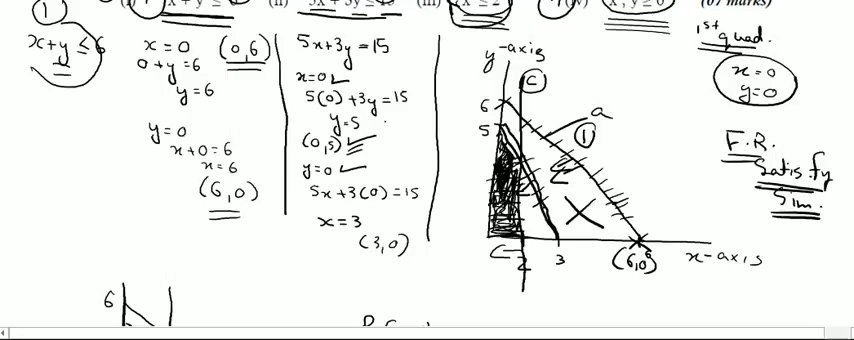 x + y ≤ 6 (ii) 5x + 3y ≤ 15 (iii) x ≤ 2 (iv) x, y ≥ 0 (07 marks)
1
x+y ≤ 6
x=0 (0,6)
0+y=6
y=6
y=0
x+0=6
x=6
(6,0)
5x+3y=15
x=0
5(0)+3y=15
y=5
(0,5)
y=0
5x+3(0)=15
x=3
(3,0)
y-axis
C
6
5
a
1
2
3
(6,0)
6
x-axis
1st quad.
x=0
y=0
F.R.
Satisfy
Sim.
6